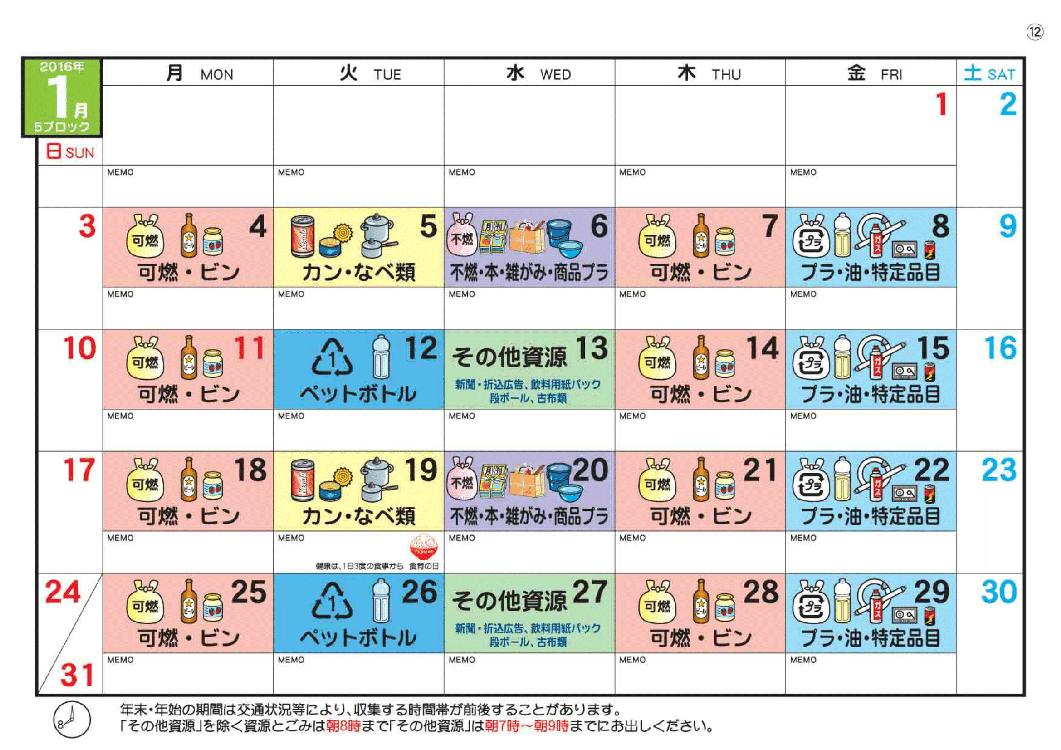 ⑫
2016年
1月
5ブロック
日 SUN
月 MON
火 TUE
水 WED
木 THU
金 FRI
土 SAT
1
2
MEMO
MEMO
MEMO
MEMO
MEMO
3
可燃
4
可燃・ビン
5
カン・なべ類
不燃
月刊
6
不燃・本・雑がみ・商品プラ
可燃
7
可燃・ビン
プラ
ガス
8
プラ・油・特定品目
9
MEMO
MEMO
MEMO
MEMO
MEMO
10
可燃
11
可燃・ビン
1
12
ペットボトル
その他資源 13
新聞・折込広告、飲料用紙パック
段ボール、古布類
可燃
14
可燃・ビン
プラ
ガス
15
プラ・油・特定品目
16
MEMO
MEMO
MEMO
MEMO
MEMO
17
可燃
18
可燃・ビン
19
カン・なべ類
不燃
月刊
20
不燃・本・雑がみ・商品プラ
可燃
21
可燃・ビン
プラ
ガス
22
プラ・油・特定品目
23
MEMO
MEMO
健康は、1日3度の食事から 食育の日
MEMO
MEMO
MEMO
24
31
可燃
25
可燃・ビン
1
26
ペットボトル
その他資源 27
新聞・折込広告、飲料用紙パック
段ボール、古布類
可燃
28
可燃・ビン
プラ
ガス
29
プラ・油・特定品目
30
MEMO
MEMO
MEMO
MEMO
MEMO
8
年末・年始の期間は交通状況等により、収集する時間帯が前後することがあります。
「その他資源」を除く資源とごみは朝8時まで「その他資源」は朝7時～朝9時までにお出しください。